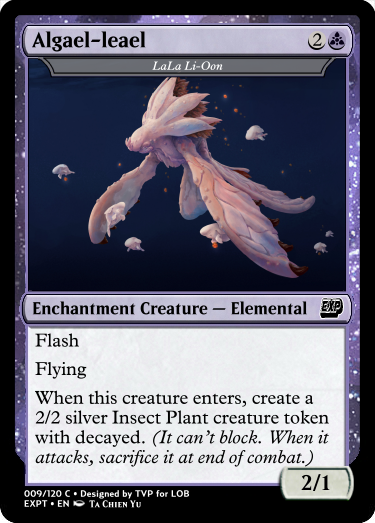 Algael-leael 2
LaLa Li-Oon
Enchantment Creature — Elemental EXP
Flash
Flying
When this creature enters, create a
2/2 silver Insect Plant creature token
with decayed. (It can't block. When it
attacks, sacrifice it at end of combat.)
2/1
009/120 C • Designed by TVP for LOB
EXPT • EN Ta Chien Yu